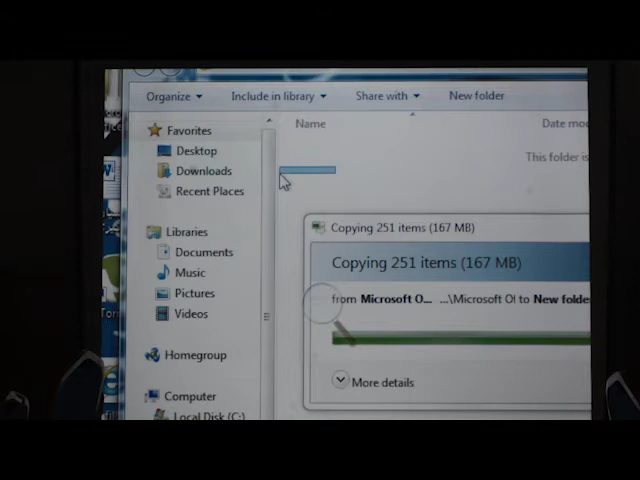 Organize
Include in library
Share with
New folder
Name
Date mo
This folder is
Favorites
Desktop
Downloads
Recent Places
Libraries
Documents
Music
Pictures
Videos
Homegroup
Computer
Local Disk (C:)
Copying 251 items (167 MB)
Copying 251 items (167 MB)
from Microsoft O... ...\Microsoft O! to New folde
More details